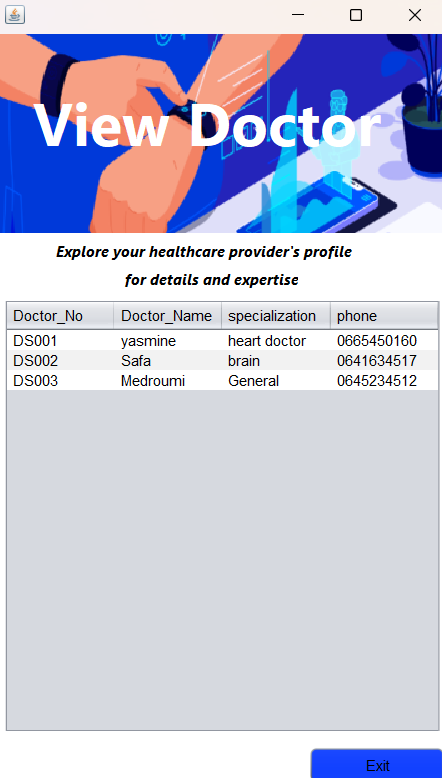 View Doctor
Explore your healthcare provider's profile
for details and expertise
Doctor_No Doctor_Name specialization phone
DS001 yasmine heart doctor 0665450160
DS002 Safa brain 0641634517
DS003 Medroumi General 0645234512
Exit